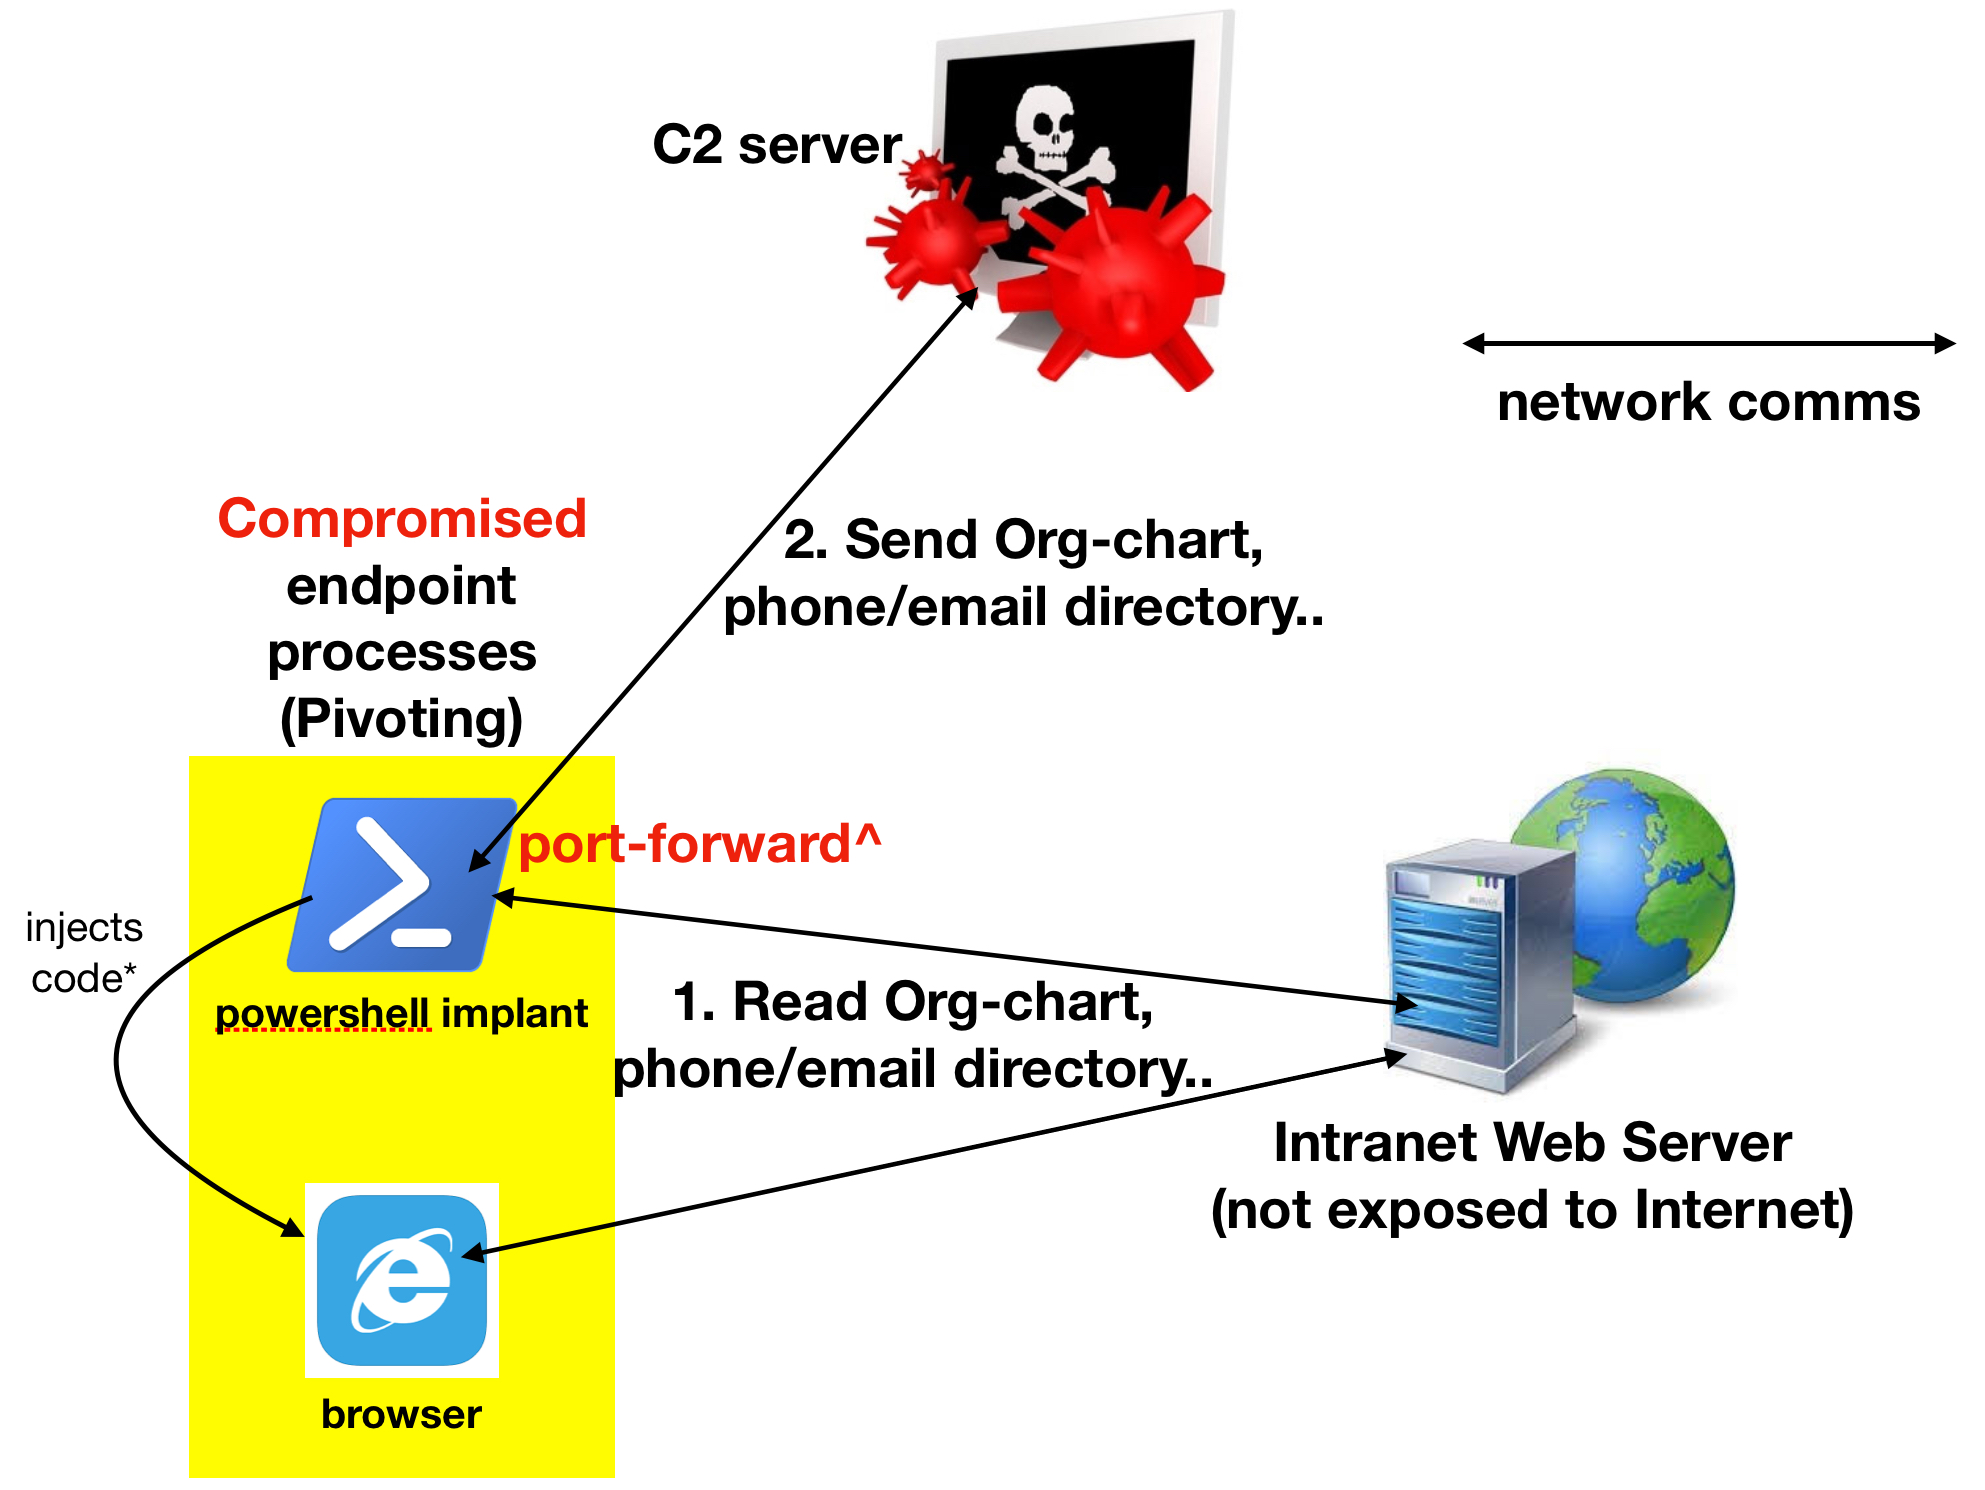 C2 server
network comms
Compromised
endpoint
processes
(Pivoting)
2. Send Org-chart,
phone/email directory..
port-forward^
injects
code*
powershell implant
1. Read Org-chart,
phone/email directory..
Intranet Web Server
(not exposed to Internet)
browser